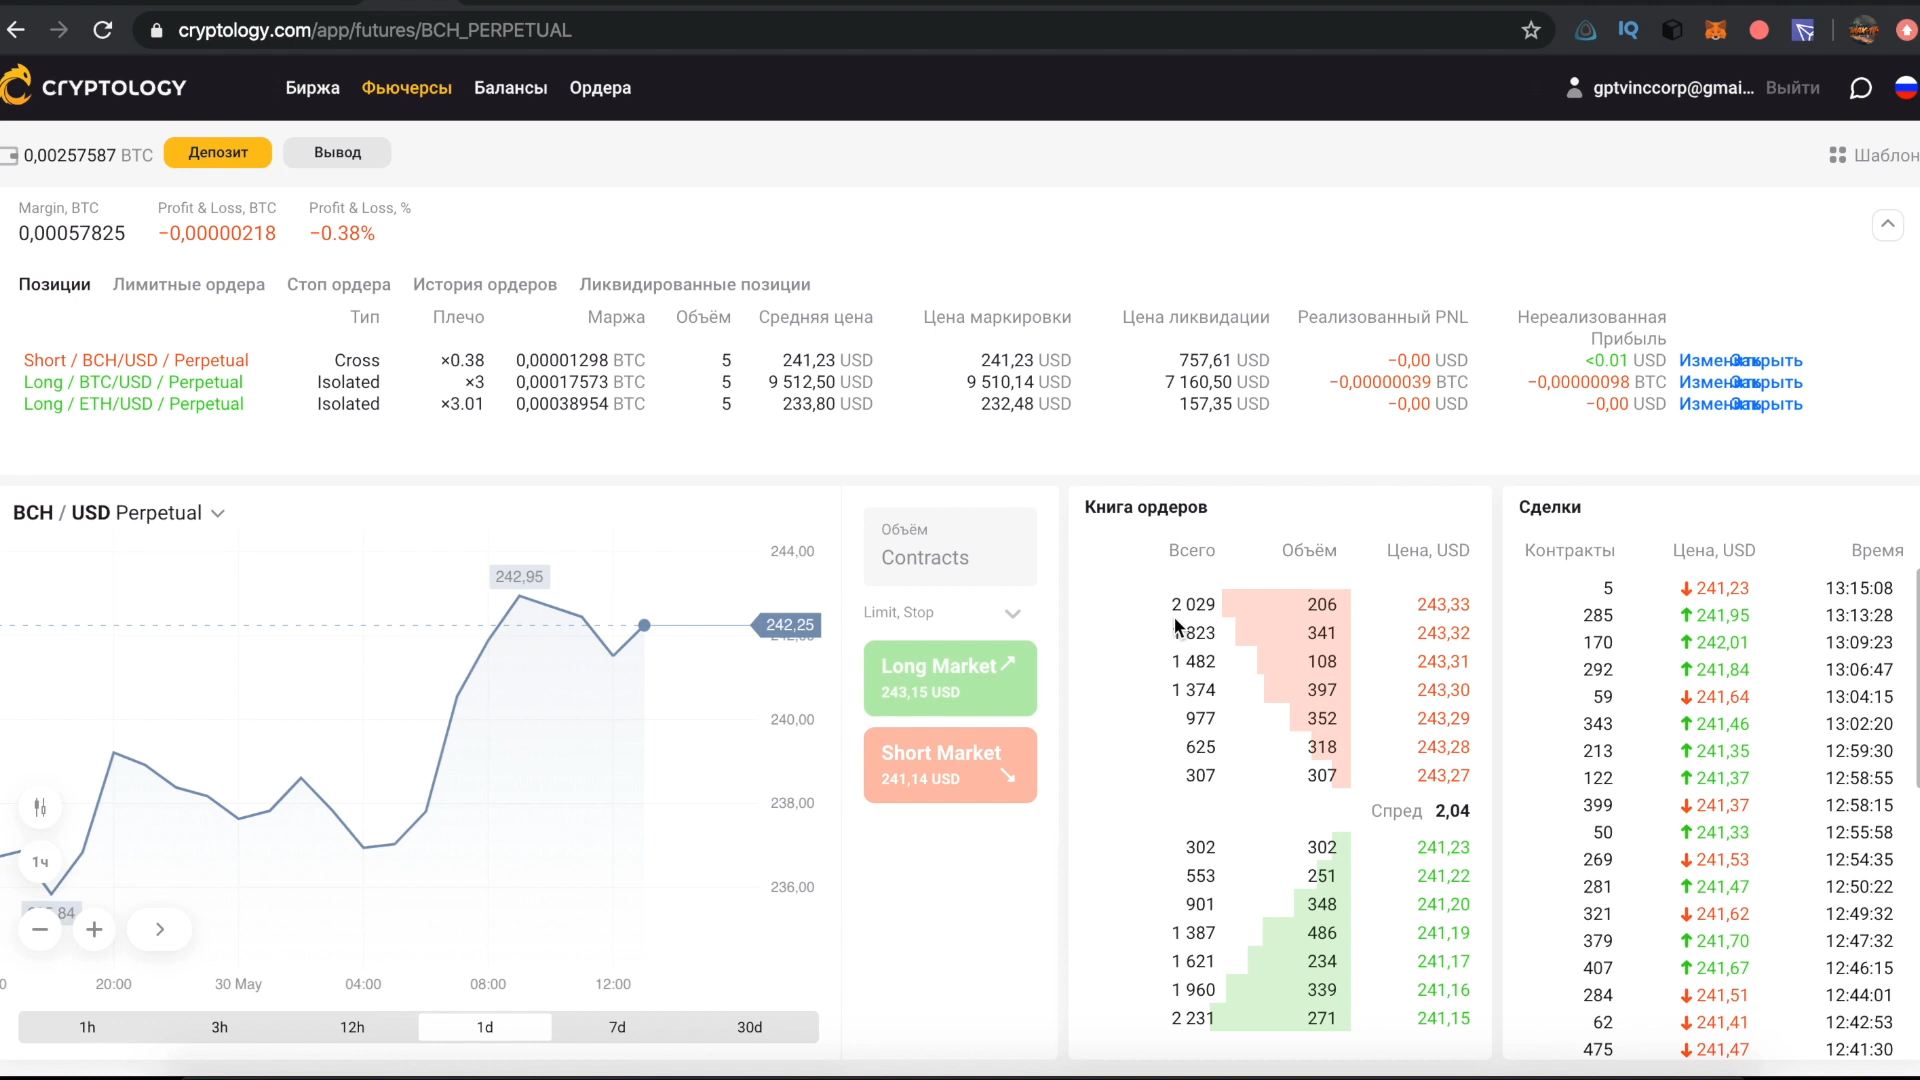 cryptology.com/app/futures/BCH_PERPETUAL
IQ
CRYPTOLOGY Биржа Фьючерсы Балансы Ордера gptvinccorp@gmai... Выйти
0,00257587 BTC Депозит Вывод Шаблон
Margin, BTC Profit & Loss, BTC Profit & Loss, %
0,00057825 −0,00000218 −0.38%
Позиции Лимитные ордера Стоп ордера История ордеров Ликвидированные позиции
Тип Плечо Маржа Объём Средняя цена Цена маркировки Цена ликвидации Реализованный PNL Нереализованная
Прибыль
Short / BCH/USD / Perpetual Cross ×0.38 0,00001298 BTC 5 241,23 USD 241,23 USD 757,61 USD −0,00 USD <0.01 USD
Long / BTC/USD / Perpetual Isolated ×3 0,00017573 BTC 5 9 512,50 USD 9 510,14 USD 7 160,50 USD −0,00000039 BTC −0,00000098 BTC
Long / ETH/USD / Perpetual Isolated ×3.01 0,00038954 BTC 5 233,80 USD 232,48 USD 157,35 USD −0,00 USD −0,00 USD
BCH / USD Perpetual
244,00
242,95
242,25
240,00
238,00
236,00
1ч
20:00 30 May 04:00 08:00 12:00
1h 3h 12h 1d 7d 30d
Объём
Contracts
Limit, Stop
Long Market
243,15 USD
Short Market
241,14 USD
Книга ордеров
Всего Объём Цена, USD
2 029 206 243,33
823 341 243,32
1 482 108 243,31
1 374 397 243,30
977 352 243,29
625 318 243,28
307 307 243,27
Спред 2,04
302 302 241,23
553 251 241,22
901 348 241,20
1 387 486 241,19
1 621 234 241,17
1 960 339 241,16
2 231 271 241,15
Сделки
Контракты Цена, USD Время
5 241,23 13:15:08
285 241,95 13:13:28
170 242,01 13:09:23
292 241,84 13:06:47
59 241,64 13:04:15
343 241,46 13:02:20
213 241,35 12:59:30
122 241,37 12:58:55
399 241,37 12:58:15
50 241,33 12:55:58
269 241,53 12:54:35
281 241,47 12:50:22
321 241,62 12:49:32
379 241,70 12:47:32
407 241,67 12:46:15
284 241,51 12:44:01
62 241,41 12:42:53
475 241,47 12:41:30